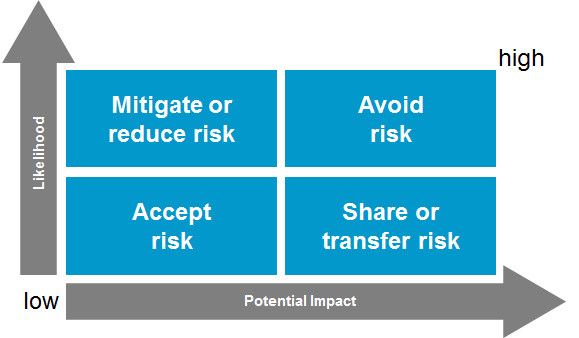 high
Mitigate or
reduce risk
Avoid
risk
Likelihood
Accept
risk
Share or
transfer risk
low
Potential Impact